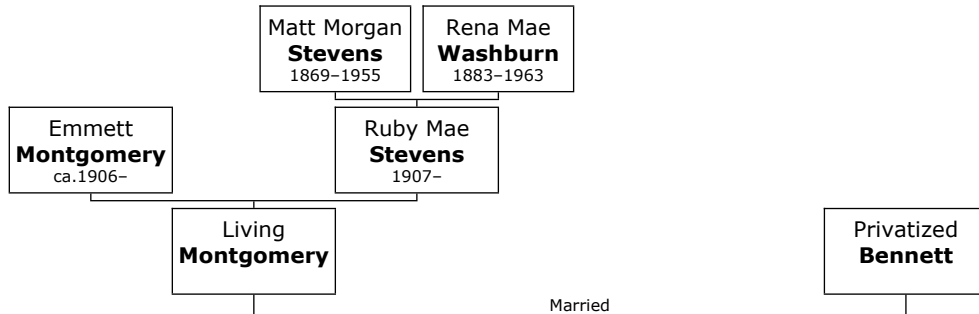 Matt Morgan
Stevens
1869–1955
Rena Mae
Washburn
1883–1963
Emmett
Montgomery
ca.1906–
Ruby Mae
Stevens
1907–
Living
Montgomery
Privatized
Bennett
Married